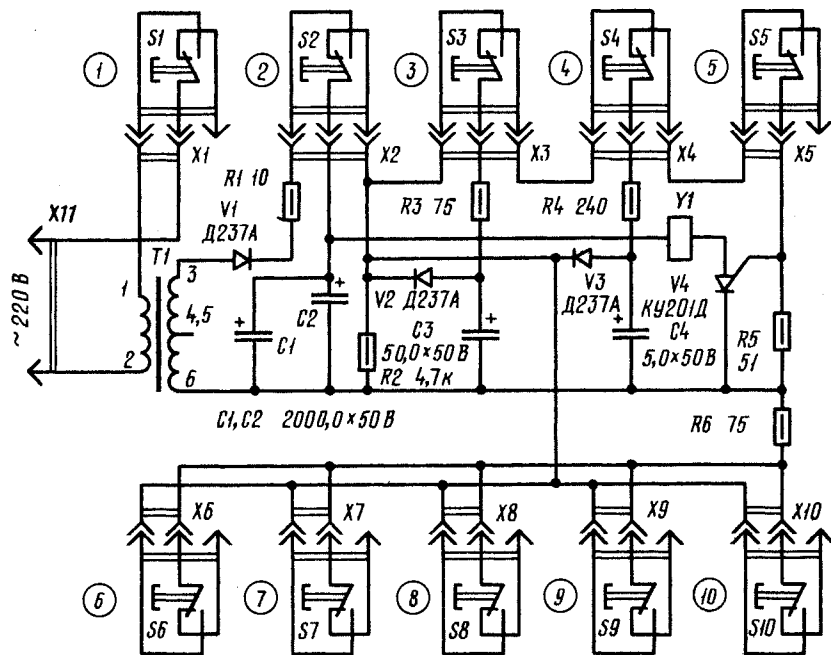 S1
S2
S3
S4
S5
1
2
3
4
5
X1
X2
X3
X4
X5
X11
R1 10
R3 75
R4 240
Y1
V1
Д237А
T1
3
1
4,5
2
6
~220 В
C1
C2
V2 Д237А
C3
50,0×50 В
R2 4,7к
V3
Д237А
V4
КУ201Д
C4
5,0×50 В
R5
51
C1, C2 2000,0×50 В
R6 75
X6
X7
X8
X9
X10
6
7
8
9
10
S6
S7
S8
S9
S10